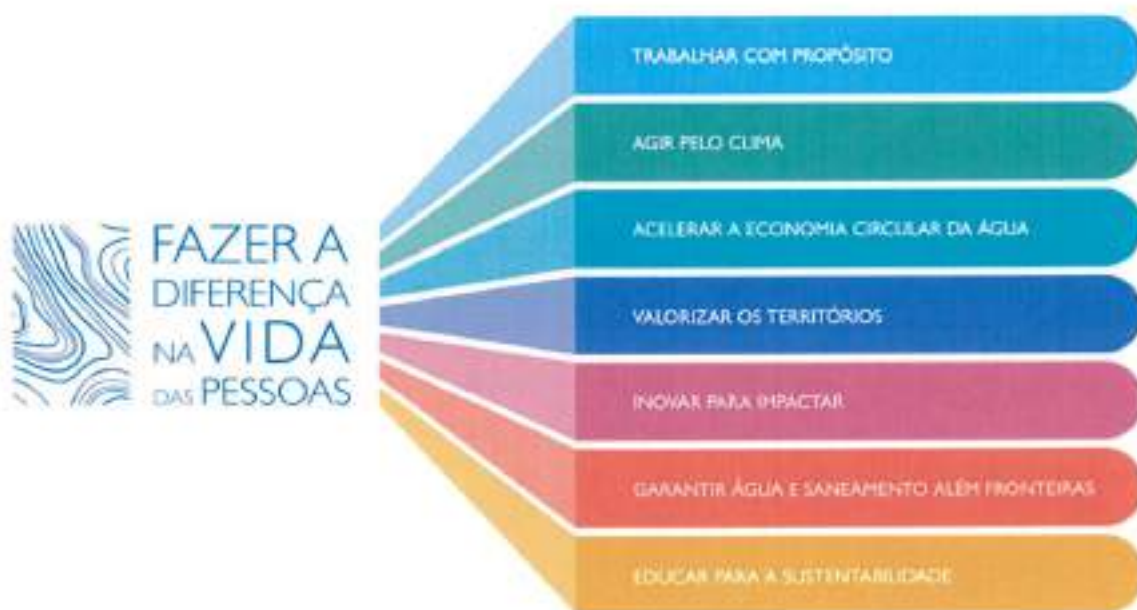 FAZER A
DIFERENÇA
NA VIDA
DAS PESSOAS
TRABALHAR COM PROPÓSITO
AGIR PELO CLIMA
ACELERAR A ECONOMIA CIRCULAR DA ÁGUA
VALORIZAR OS TERRITÓRIOS
INOVAR PARA IMPACTAR
GARANTIR ÁGUA E SANEAMENTO ALÉM FRONTEIRAS
EDUCAR PARA A SUSTENTABILIDADE